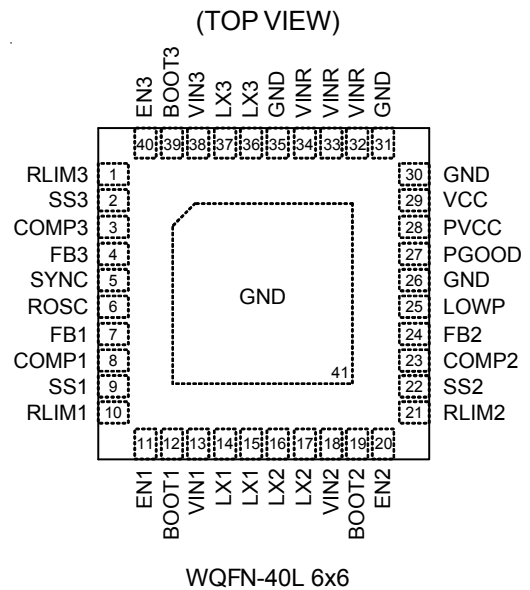 (TOP VIEW)
EN3
BOOT3
VIN3
LX3
LX3
GND
VINR
VINR
VINR
GND
40 39 38 37 36 35 34 33 32 31
RLIM3 1
SS3 2
COMP3 3
FB3 4
SYNC 5
ROSC 6
FB1 7
COMP1 8
SS1 9
RLIM1 10
GND
41
30 GND
29 VCC
28 PVCC
27 PGOOD
26 GND
25 LOWP
24 FB2
23 COMP2
22 SS2
21 RLIM2
11 12 13 14 15 16 17 18 19 20
EN1
BOOT1
VIN1
LX1
LX1
LX2
LX2
VIN2
BOOT2
EN2
WQFN-40L 6x6